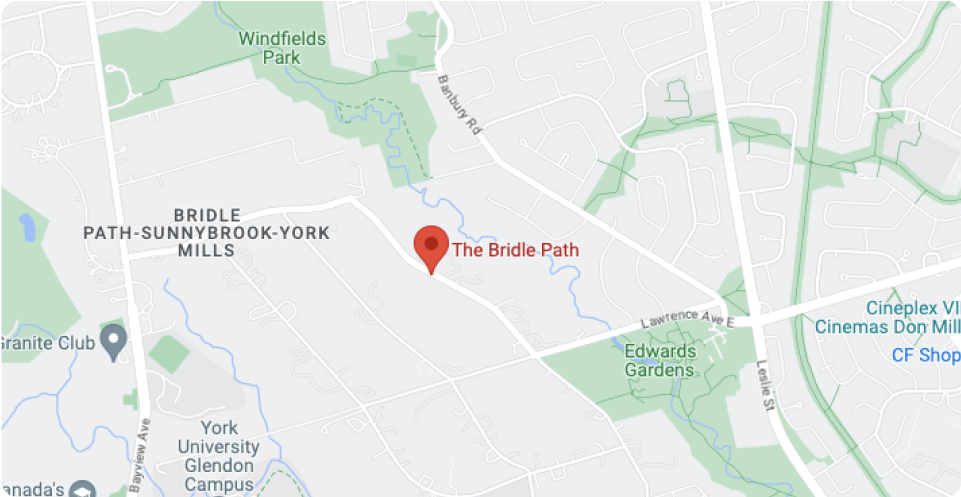 Windfields
Park
Banbury Rd
BRIDLE
PATH-SUNNYBROOK-YORK
MILLS
The Bridle Path
Lawrence Ave E
Cineplex VI
Cinemas Don Mill
CF Shop
Granite Club
Edwards
Gardens
Leslie St
York
University
Glendon
Campus
Bayview Ave
anada's